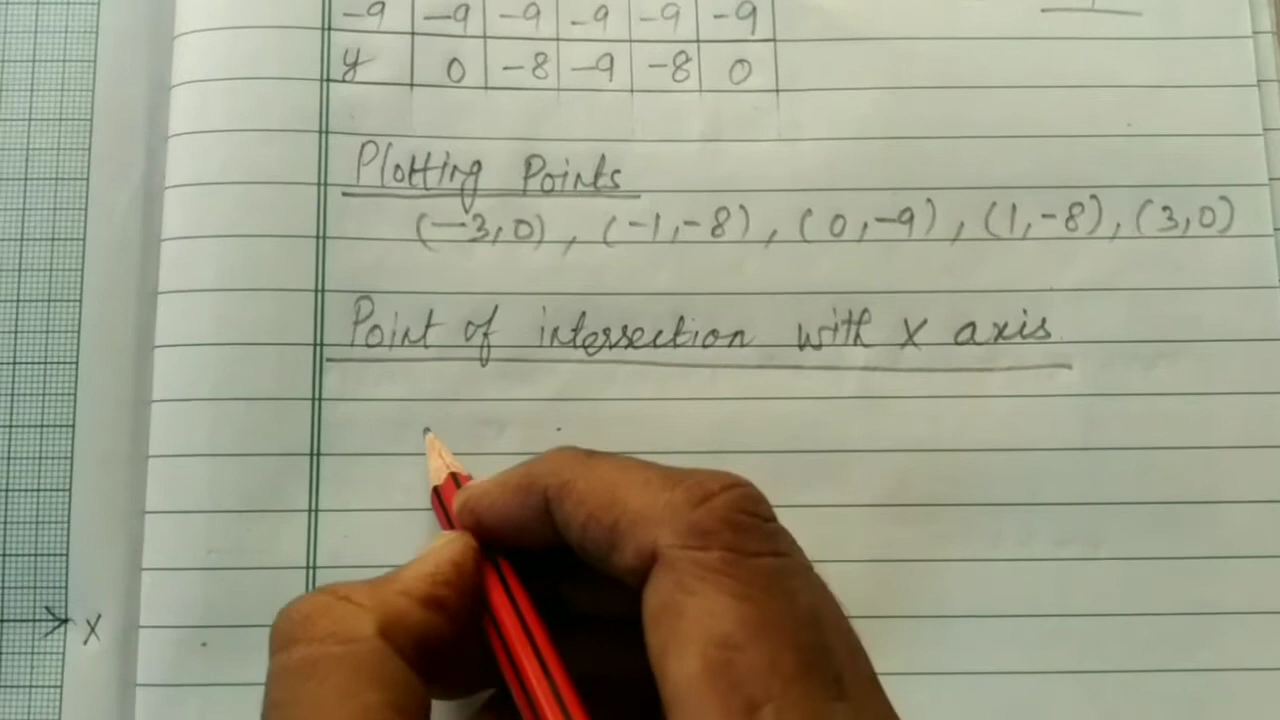 -9 -9 -9 -9 -9 -9
y 0 -8 -9 -8 0
Plotting Points
(-3,0), (-1,-8), (0,-9), (1,-8), (3,0)
Point of interssection with X axis
X